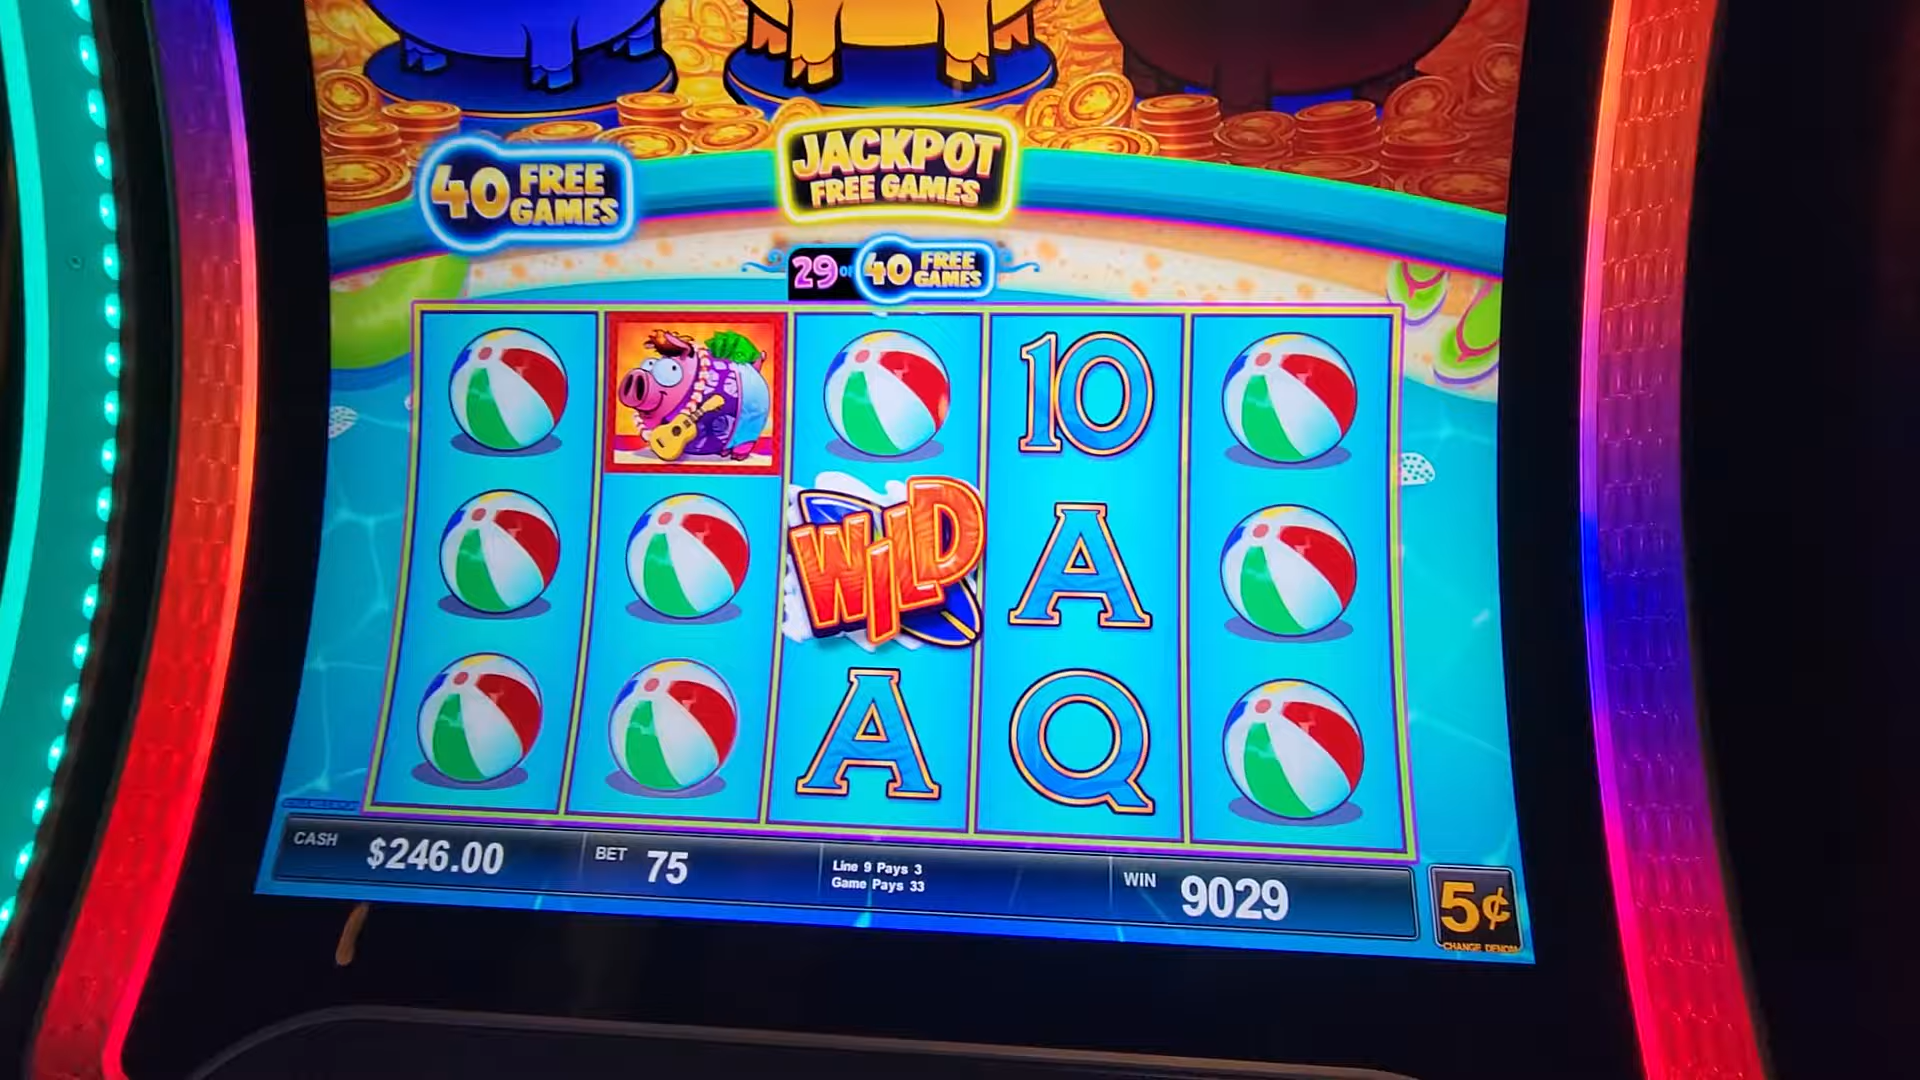 40 FREE
GAMES
JACKPOT
FREE GAMES
29 OF 40 FREE
GAMES
10
WILD
A
A
Q
CASH $246.00
BET 75
Line 9 Pays 3
Game Pays 33
WIN 9029
5¢
CHANGE DENOM